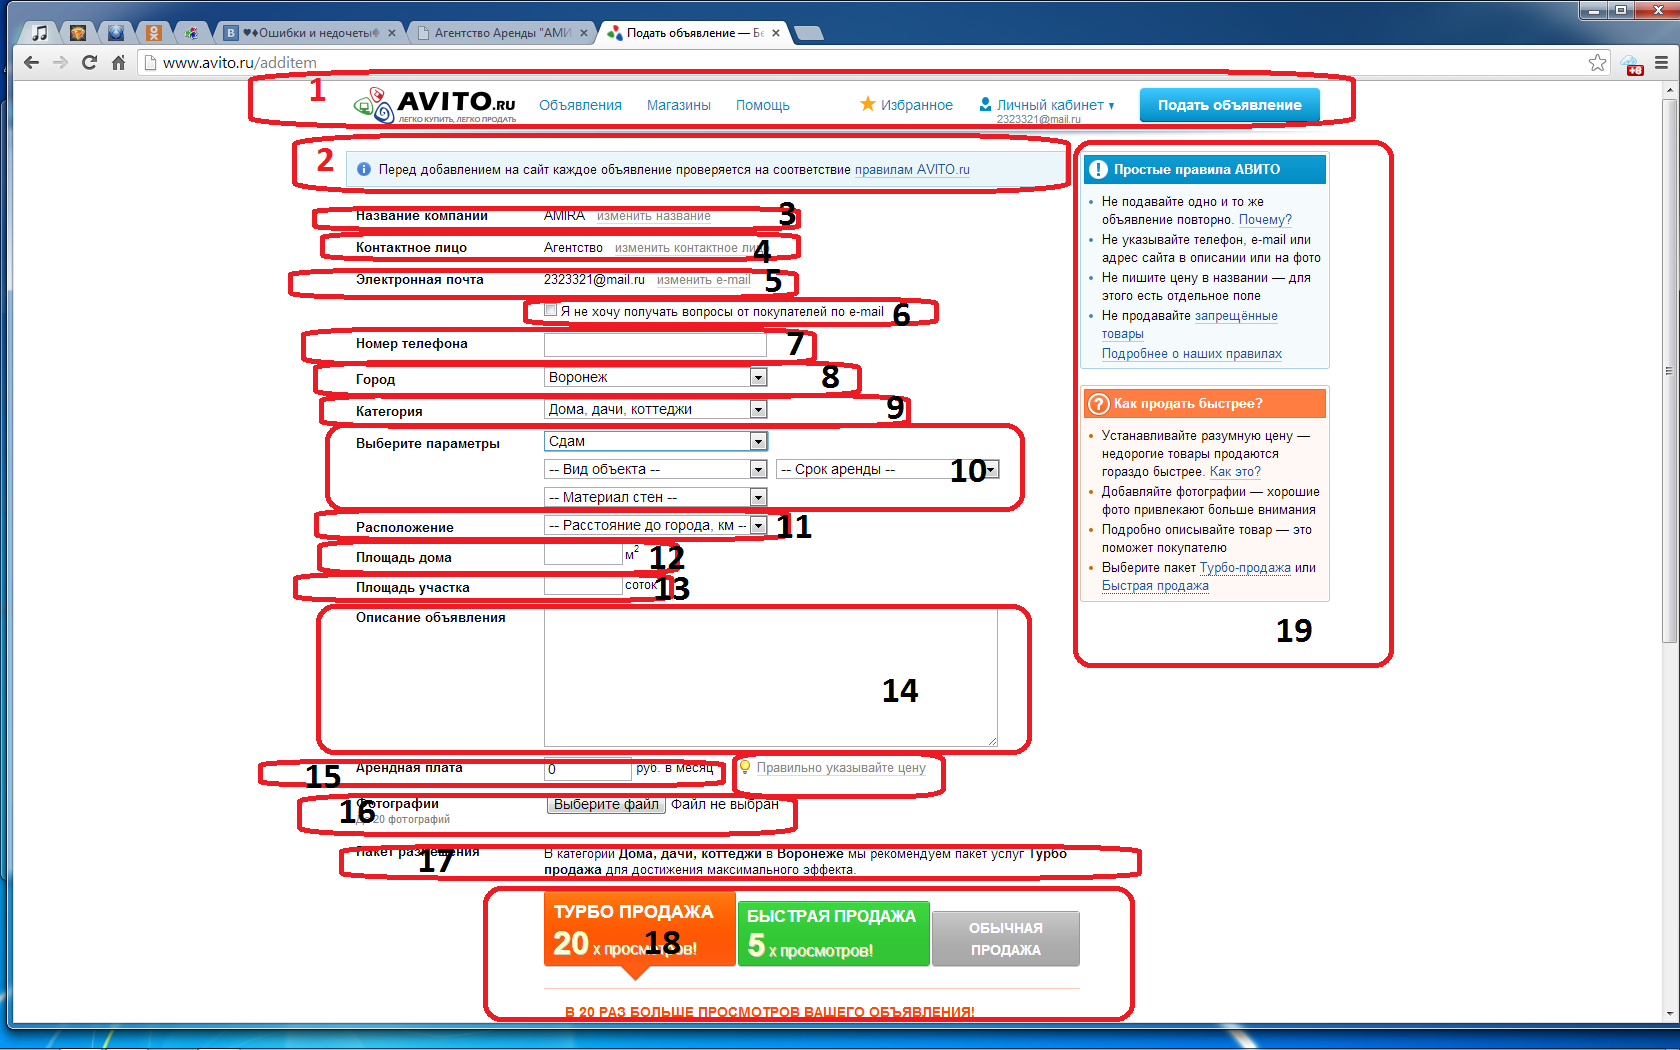 ♥♦Ошибки и недочеты
Агентство Аренды "АМИ
Подать объявление — Бе
www.avito.ru/additem
+8
1
AVITO.RU
ЛЕГКО КУПИТЬ, ЛЕГКО ПРОДАТЬ
Объявления Магазины Помощь
Избранное
Личный кабинет ▾
2323321@mail.ru
Подать объявление
2
Перед добавлением на сайт каждое объявление проверяется на соответствие правилам AVITO.ru
Название компании AMIRA изменить название 3
Контактное лицо Агентство изменить контактное 4
Электронная почта 2323321@mail.ru изменить e-mail 5
Я не хочу получать вопросы от покупателей по e-mail 6
Номер телефона 7
Город Воронеж 8
Категория Дома, дачи, коттеджи 9
Выберите параметры Сдам
-- Вид объекта -- -- Срок аренды -- 10
-- Материал стен --
Расположение -- Расстояние до города, км -- 11
Площадь дома м2 12
Площадь участка соток 13
Описание объявления
14
15 Арендная плата 0 руб. в месяц Правильно указывайте цену
16 Фотографии Выберите файл Файл не выбран
до 20 фотографий
17 Пакет размещения В категории Дома, дачи, коттеджи в Воронеже мы рекомендуем пакет услуг Турбо
продажа для достижения максимального эффекта.
ТУРБО ПРОДАЖА
20 х просмотров!
18
БЫСТРАЯ ПРОДАЖА
5 х просмотров!
ОБЫЧНАЯ
ПРОДАЖА
В 20 РАЗ БОЛЬШЕ ПРОСМОТРОВ ВАШЕГО ОБЪЯВЛЕНИЯ!
Простые правила АВИТО
Не подавайте одно и то же
объявление повторно. Почему?
Не указывайте телефон, e-mail или
адрес сайта в описании или на фото
Не пишите цену в названии — для
этого есть отдельное поле
Не продавайте запрещённые
товары
Подробнее о наших правилах
Как продать быстрее?
Устанавливайте разумную цену —
недорогие товары продаются
гораздо быстрее. Как это?
Добавляйте фотографии — хорошие
фото привлекают больше внимания
Подробно описывайте товар — это
поможет покупателю
Выберите пакет Турбо-продажа или
Быстрая продажа
19